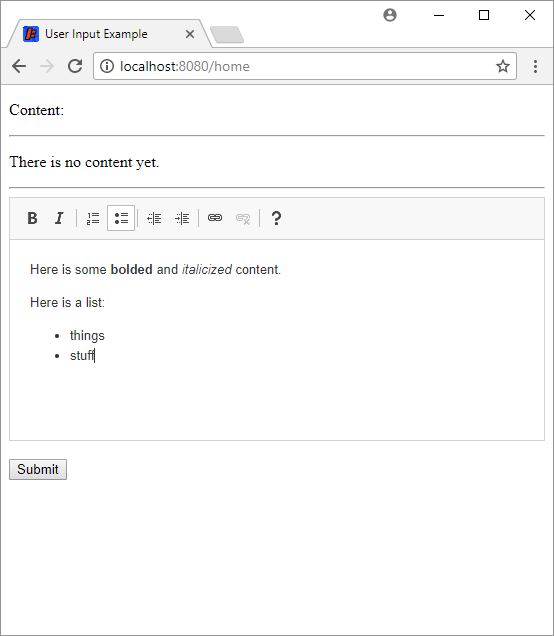 User Input Example
localhost:8080/home
Content:
There is no content yet.
B I ?
Here is some bolded and italicized content.
Here is a list:
• things
• stuff
Submit